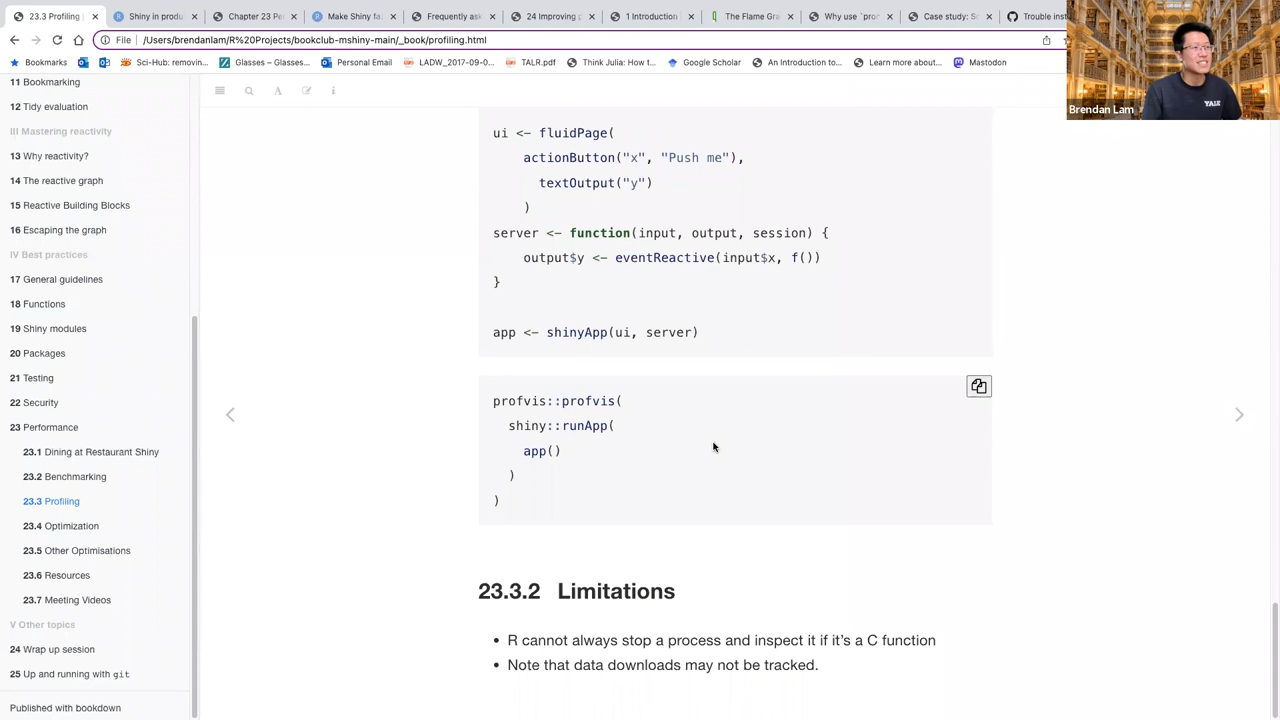 23.3 Profiling
Shiny in produ
Chapter 23 Pe
Make Shiny fa
Frequently ask
24 Improving p
1 Introduction
The Flame Gra
Why use `pror
Case study: S
Trouble inst
File /Users/brendanlam/R%20Projects/bookclub-mshiny-main/_book/profiling.html
Bookmarks
Sci-Hub: removin...
Glasses – Glasses...
Personal Email
LADW_2017-09-0...
TALR.pdf
Think Julia: How t...
Google Scholar
An Introduction to...
Learn more about...
Mastodon
Brendan Lam
YALE
11 Bookmarking
12 Tidy evaluation
III Mastering reactivity
13 Why reactivity?
14 The reactive graph
15 Reactive Building Blocks
16 Escaping the graph
IV Best practices
17 General guidelines
18 Functions
19 Shiny modules
20 Packages
21 Testing
22 Security
23 Performance
23.1 Dining at Restaurant Shiny
23.2 Benchmarking
23.3 Profiling
23.4 Optimization
23.5 Other Optimisations
23.6 Resources
23.7 Meeting Videos
V Other topics
24 Wrap up session
25 Up and running with git
Published with bookdown
ui <- fluidPage(
actionButton("x", "Push me"),
textOutput("y")
)
server <- function(input, output, session) {
output$y <- eventReactive(input$x, f())
}
app <- shinyApp(ui, server)
profvis::profvis(
shiny::runApp(
app()
)
)
23.3.2 Limitations
• R cannot always stop a process and inspect it if it's a C function
• Note that data downloads may not be tracked.